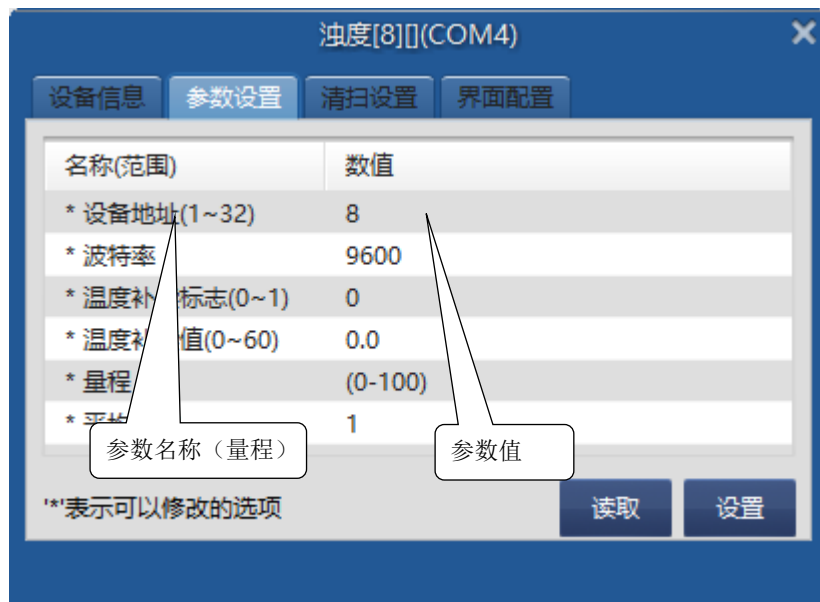 浊度[8][](COM4)
设备信息 参数设置 清扫设置 界面配置
名称(范围) 数值
* 设备地址(1~32) 8
* 波特率 9600
* 温度补 标志(0~1) 0
* 温度补 值(0~60) 0.0
* 量程 (0-100)
* 平均 1
参数名称（量程） 参数值
'*'表示可以修改的选项 读取 设置